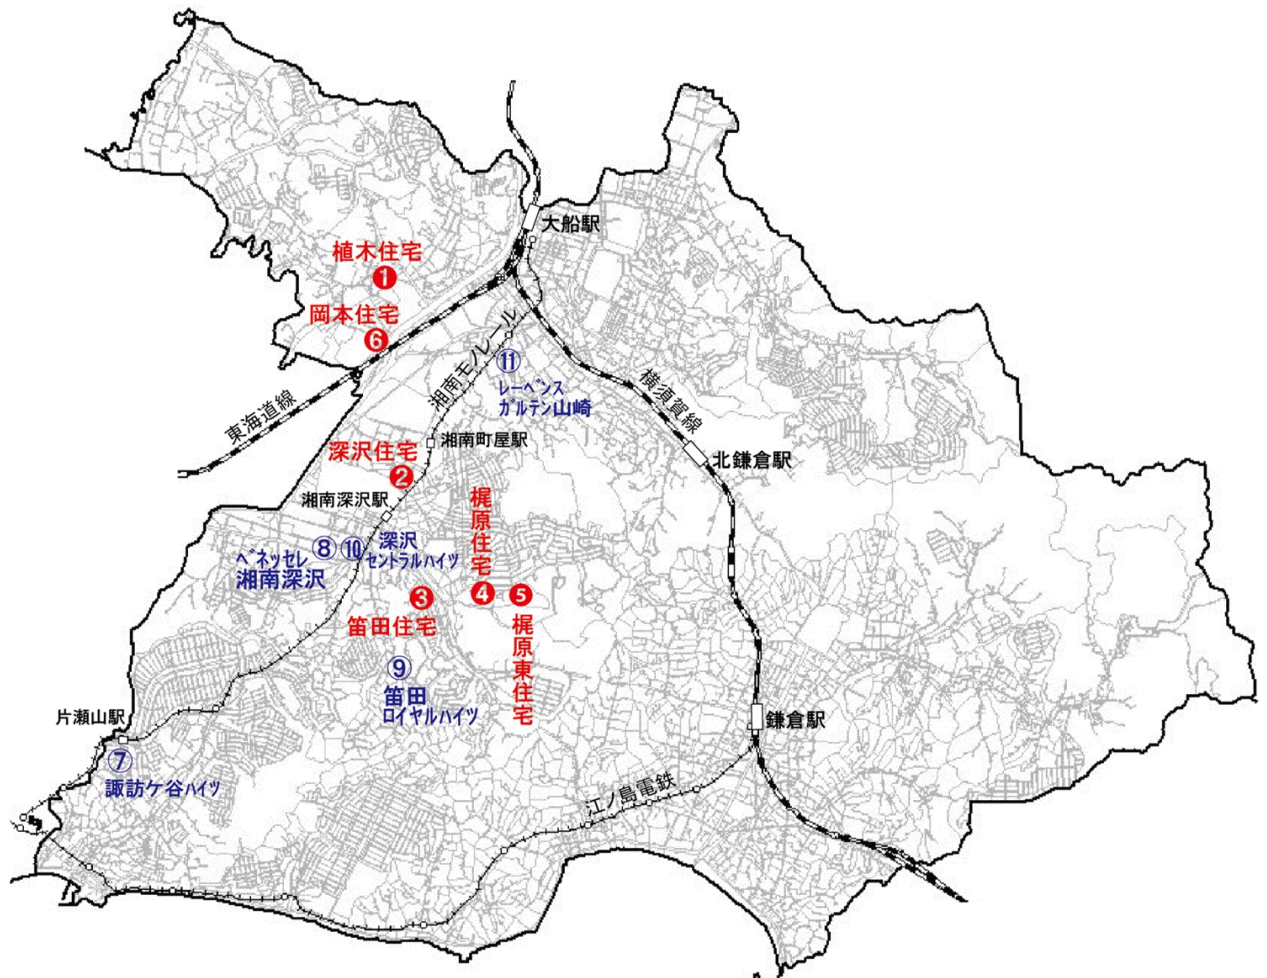 大船駅
植木住宅
❶
岡本住宅
❻
湘南モノレール
⑪
レーベンス
ガルテン山崎
東海道線
横須賀線
湘南町屋駅
北鎌倉駅
深沢住宅
❷
湘南深沢駅
梶原住宅
❹
⑧
ベネッセレ
湘南深沢
⑩
深沢
セントラルハイツ
❸
笛田住宅
❺
梶原東住宅
⑨
笛田
ロイヤルハイツ
片瀬山駅
⑦
諏訪ケ谷ハイツ
鎌倉駅
江ノ島電鉄